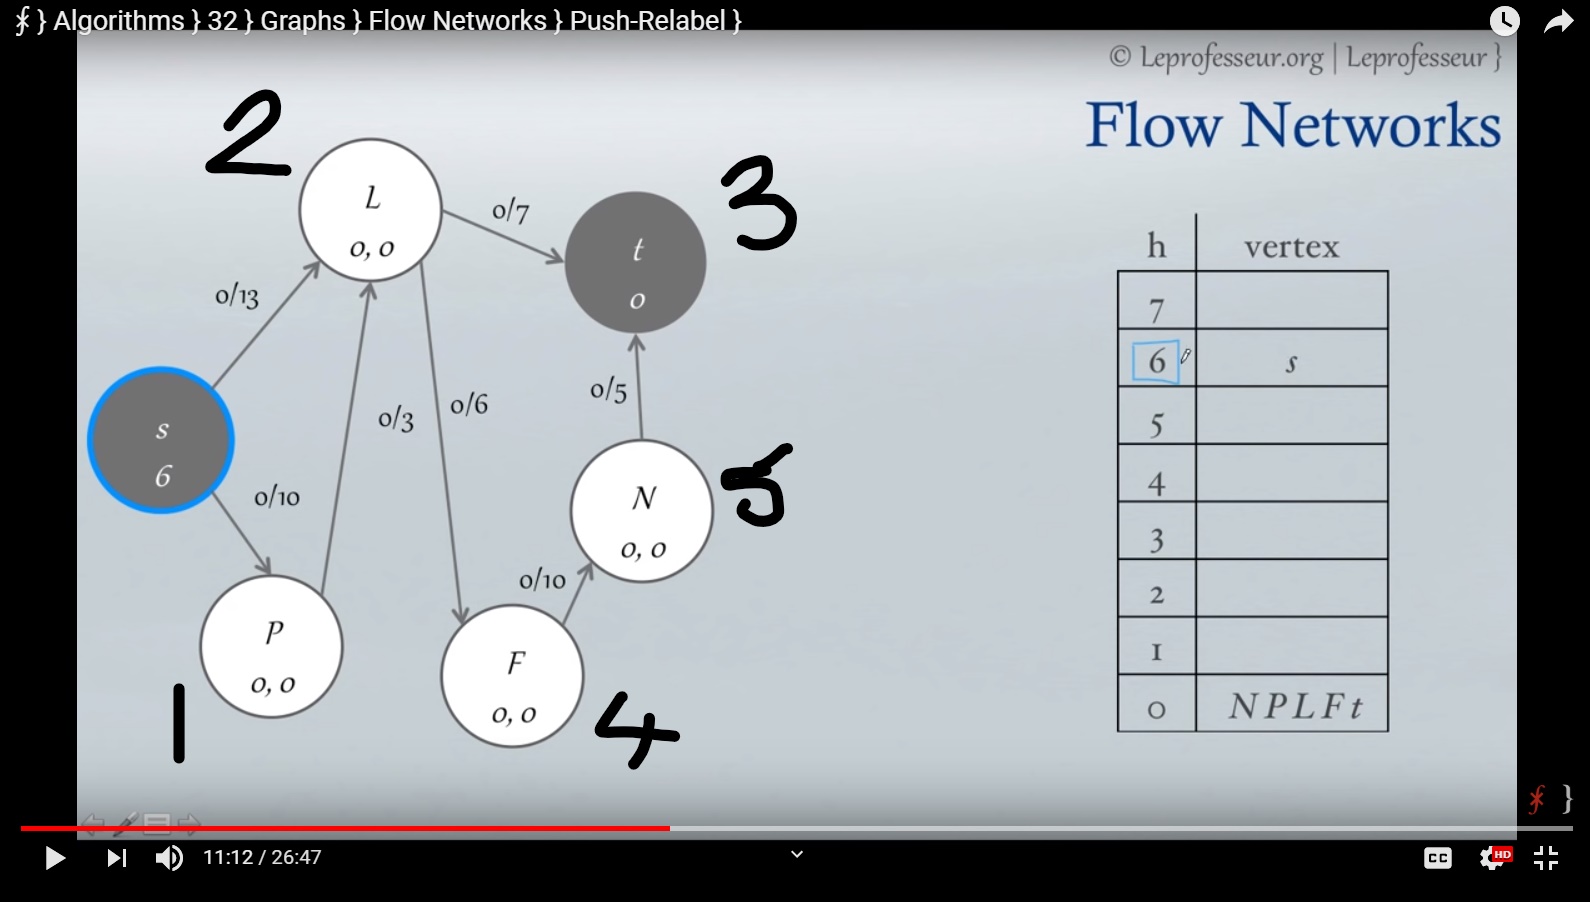 ∱ } Algorithms } 32 } Graphs } Flow Networks } Push-Relabel }
© Leprofesseur.org | Leprofesseur }
Flow Networks
2
L
0, 0
0/7
t
0
3
0/13
s
6
0/10
0/3
0/6
0/5
N
0, 0
5
0/10
P
0, 0
1
F
0, 0
4
h vertex
7
6 s
5
4
3
2
1
0 N P L F t
}
11:12 / 26:47
CC
HD